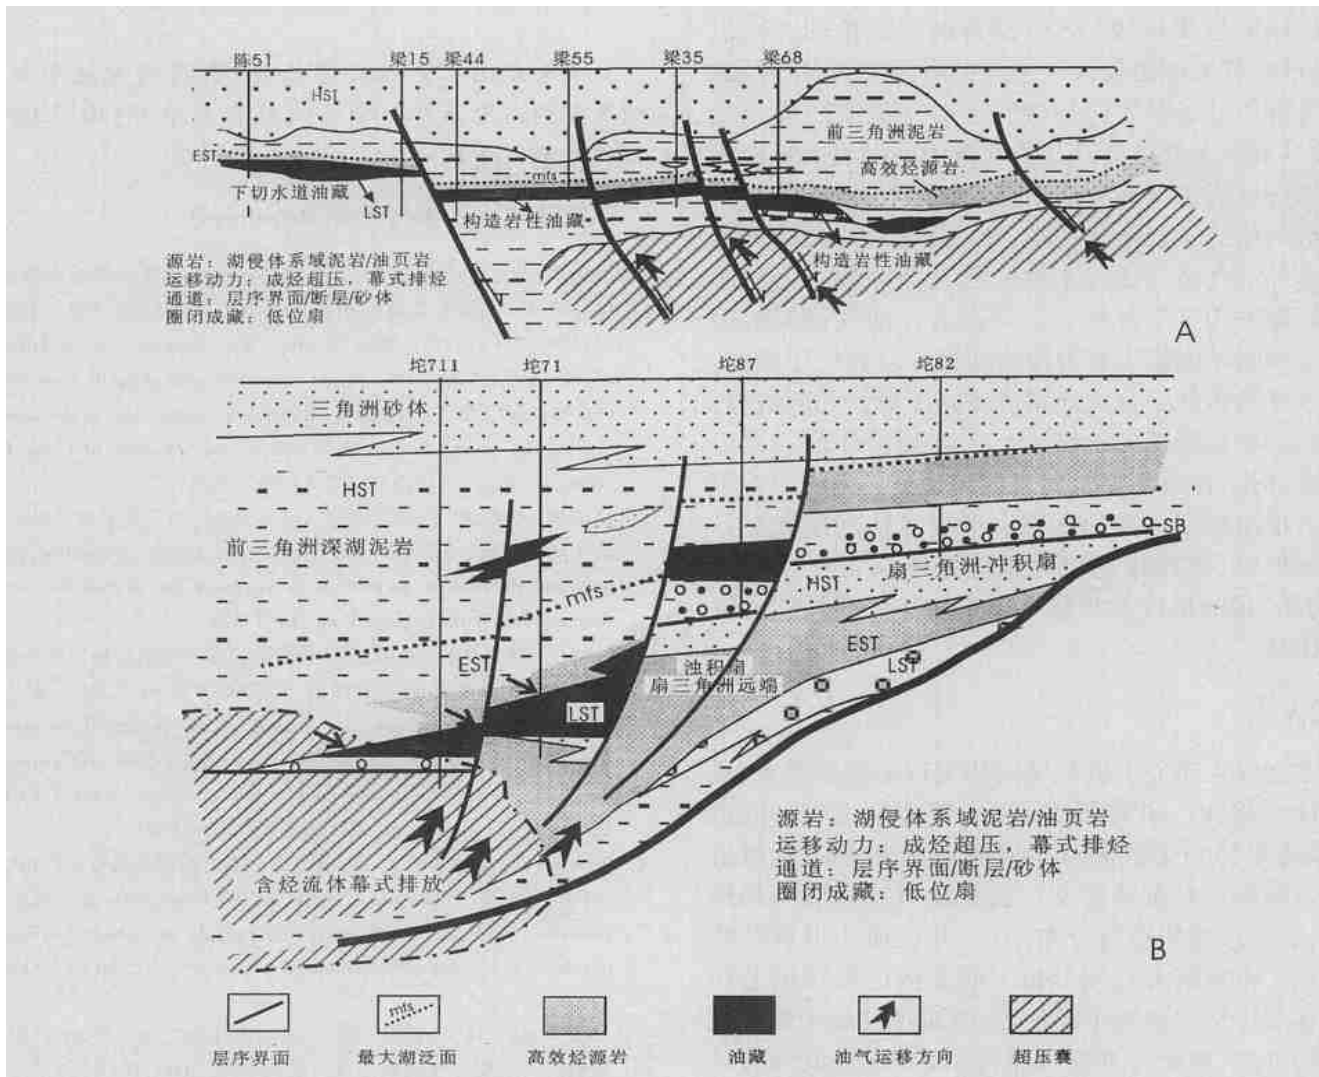 陈51 梁15 梁44 梁55 梁35 梁68
HST
前三角洲泥岩
EST
mfs
高效烃源岩
下切水道油藏
LST
构造岩性油藏
构造岩性油藏
源岩：湖侵体系域泥岩/油页岩
运移动力：成烃超压，幕式排烃
通道：层序界面/断层/砂体
圈闭成藏：低位扇
A
坨711 坨71 坨87 坨82
三角洲砂体
HST
SB
前三角洲深湖泥岩
扇三角洲-冲积扇
HST
mfs
EST
EST
浊积扇
LST
扇三角洲远端
LST
源岩：湖侵体系域泥岩/油页岩
运移动力：成烃超压，幕式排烃
通道：层序界面/断层/砂体
圈闭成藏：低位扇
含烃流体幕式排放
B
mfs
层序界面 最大湖泛面 高效烃源岩 油藏 油气运移方向 超压囊